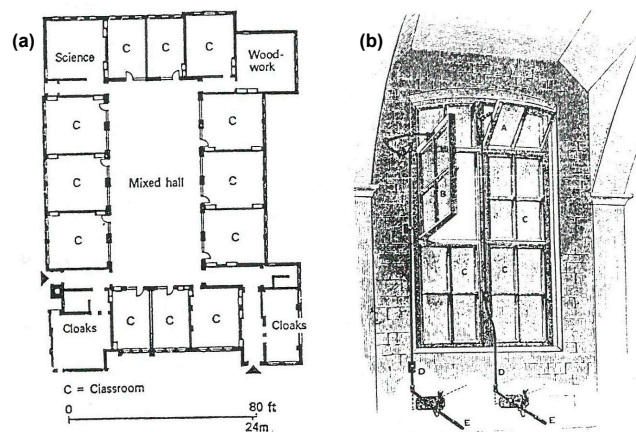 (a)
Science
C
C
C
Wood-
work
C
C
C
C
C
C
Mixed hall
Cloaks
C
C
C
Cloaks
C = Classroom
0
80 ft
24m
(b)
A
B
C
C
C
D
D
E
E